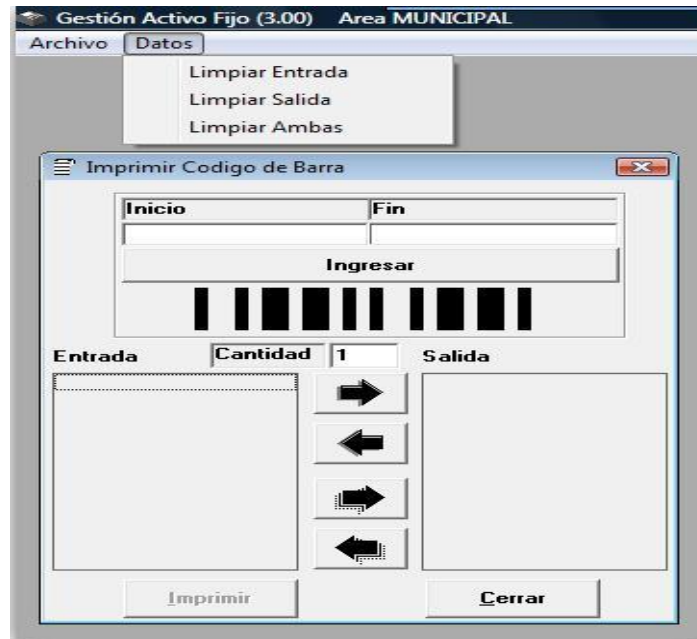 Gestión Activo Fijo (3.00) Area MUNICIPAL
Archivo Datos
Limpiar Entrada
Limpiar Salida
Limpiar Ambas
Imprimir Codigo de Barra
Inicio Fin
Ingresar
Entrada Cantidad 1 Salida
Imprimir Cerrar